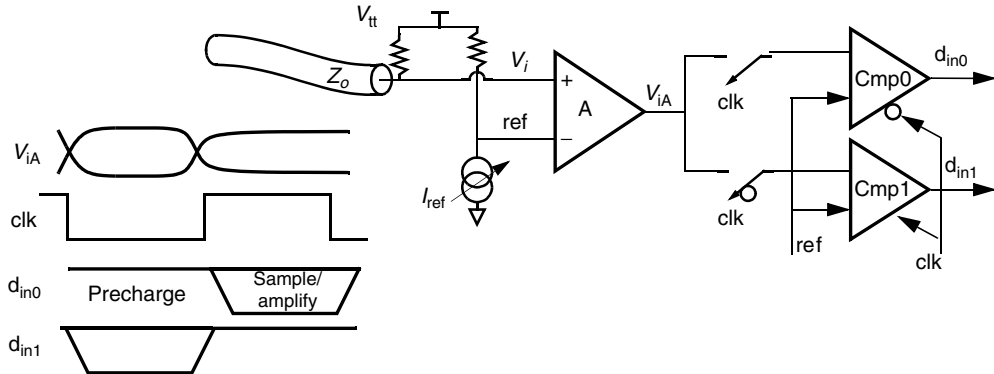 V_tt
Z_o
V_i
+
A
−
ref
I_ref
V_iA
clk
clk
Cmp0
Cmp1
d_in0
d_in1
ref
clk
V_iA
clk
d_in0
Precharge
Sample/
amplify
d_in1